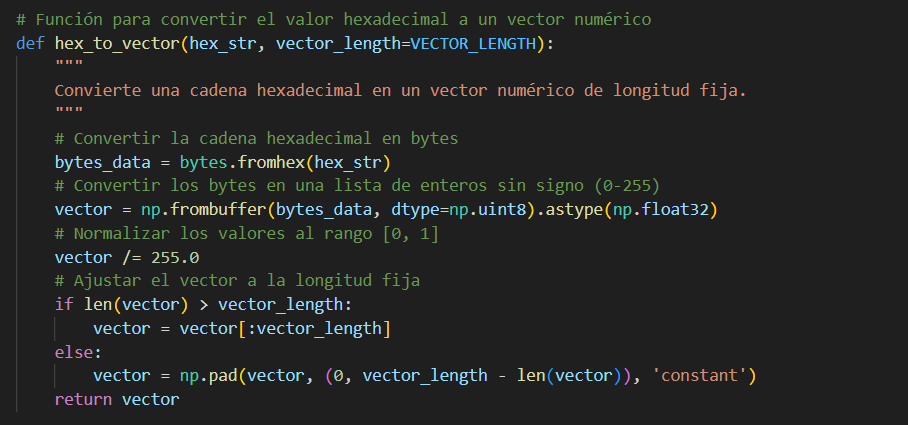 # Función para convertir el valor hexadecimal a un vector numérico
def hex_to_vector(hex_str, vector_length=VECTOR_LENGTH):
    """
    Convierte una cadena hexadecimal en un vector numérico de longitud fija.
    """
    # Convertir la cadena hexadecimal en bytes
    bytes_data = bytes.fromhex(hex_str)
    # Convertir los bytes en una lista de enteros sin signo (0-255)
    vector = np.frombuffer(bytes_data, dtype=np.uint8).astype(np.float32)
    # Normalizar los valores al rango [0, 1]
    vector /= 255.0
    # Ajustar el vector a la longitud fija
    if len(vector) > vector_length:
        vector = vector[:vector_length]
    else:
        vector = np.pad(vector, (0, vector_length - len(vector)), 'constant')
    return vector